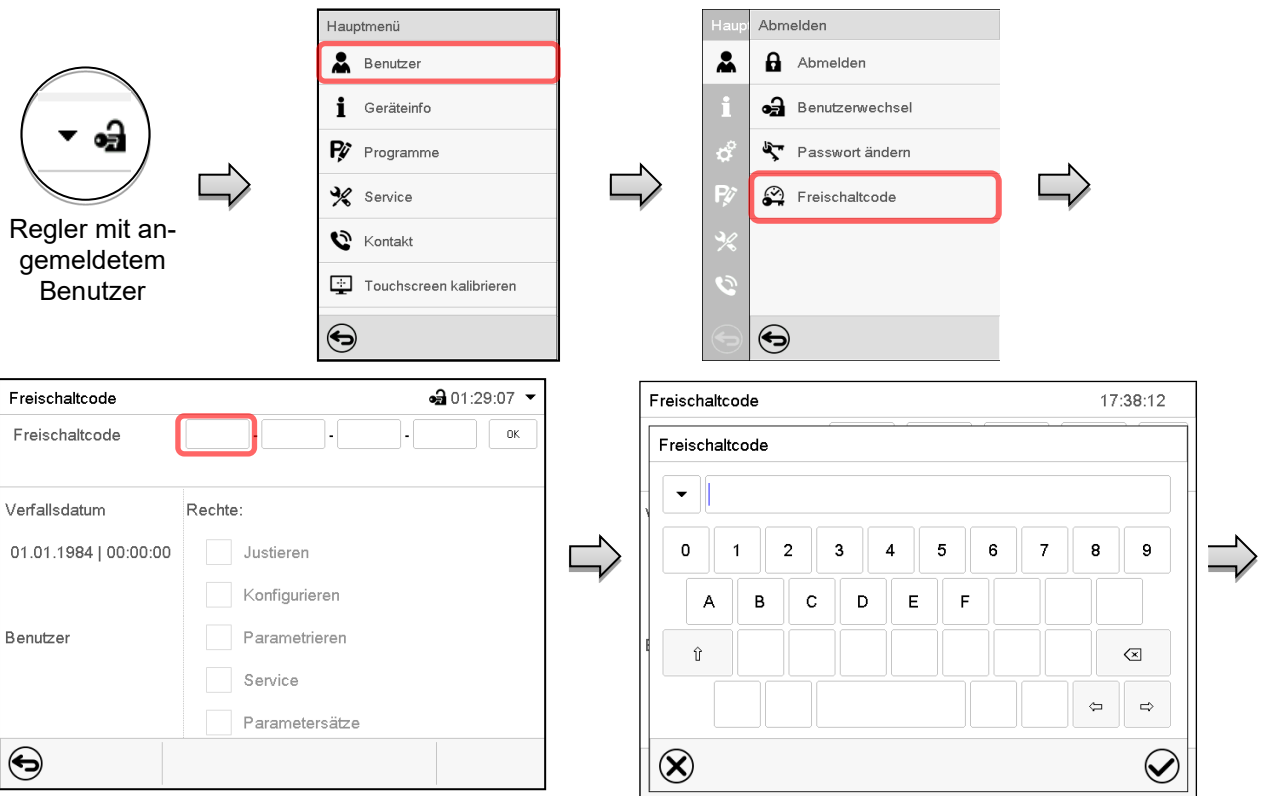 Regler mit an-
gemeldetem
Benutzer
Hauptmenü
Benutzer
Geräteinfo
Programme
Service
Kontakt
Touchscreen kalibrieren
Haup
Abmelden
Abmelden
Benutzerwechsel
Passwort ändern
Freischaltcode
Freischaltcode 01:29:07
Freischaltcode - - - OK
Verfallsdatum Rechte:
01.01.1984 | 00:00:00 Justieren
Konfigurieren
Benutzer Parametrieren
Service
Parametersätze
Freischaltcode 17:38:12
Freischaltcode
0 1 2 3 4 5 6 7 8 9
A B C D E F